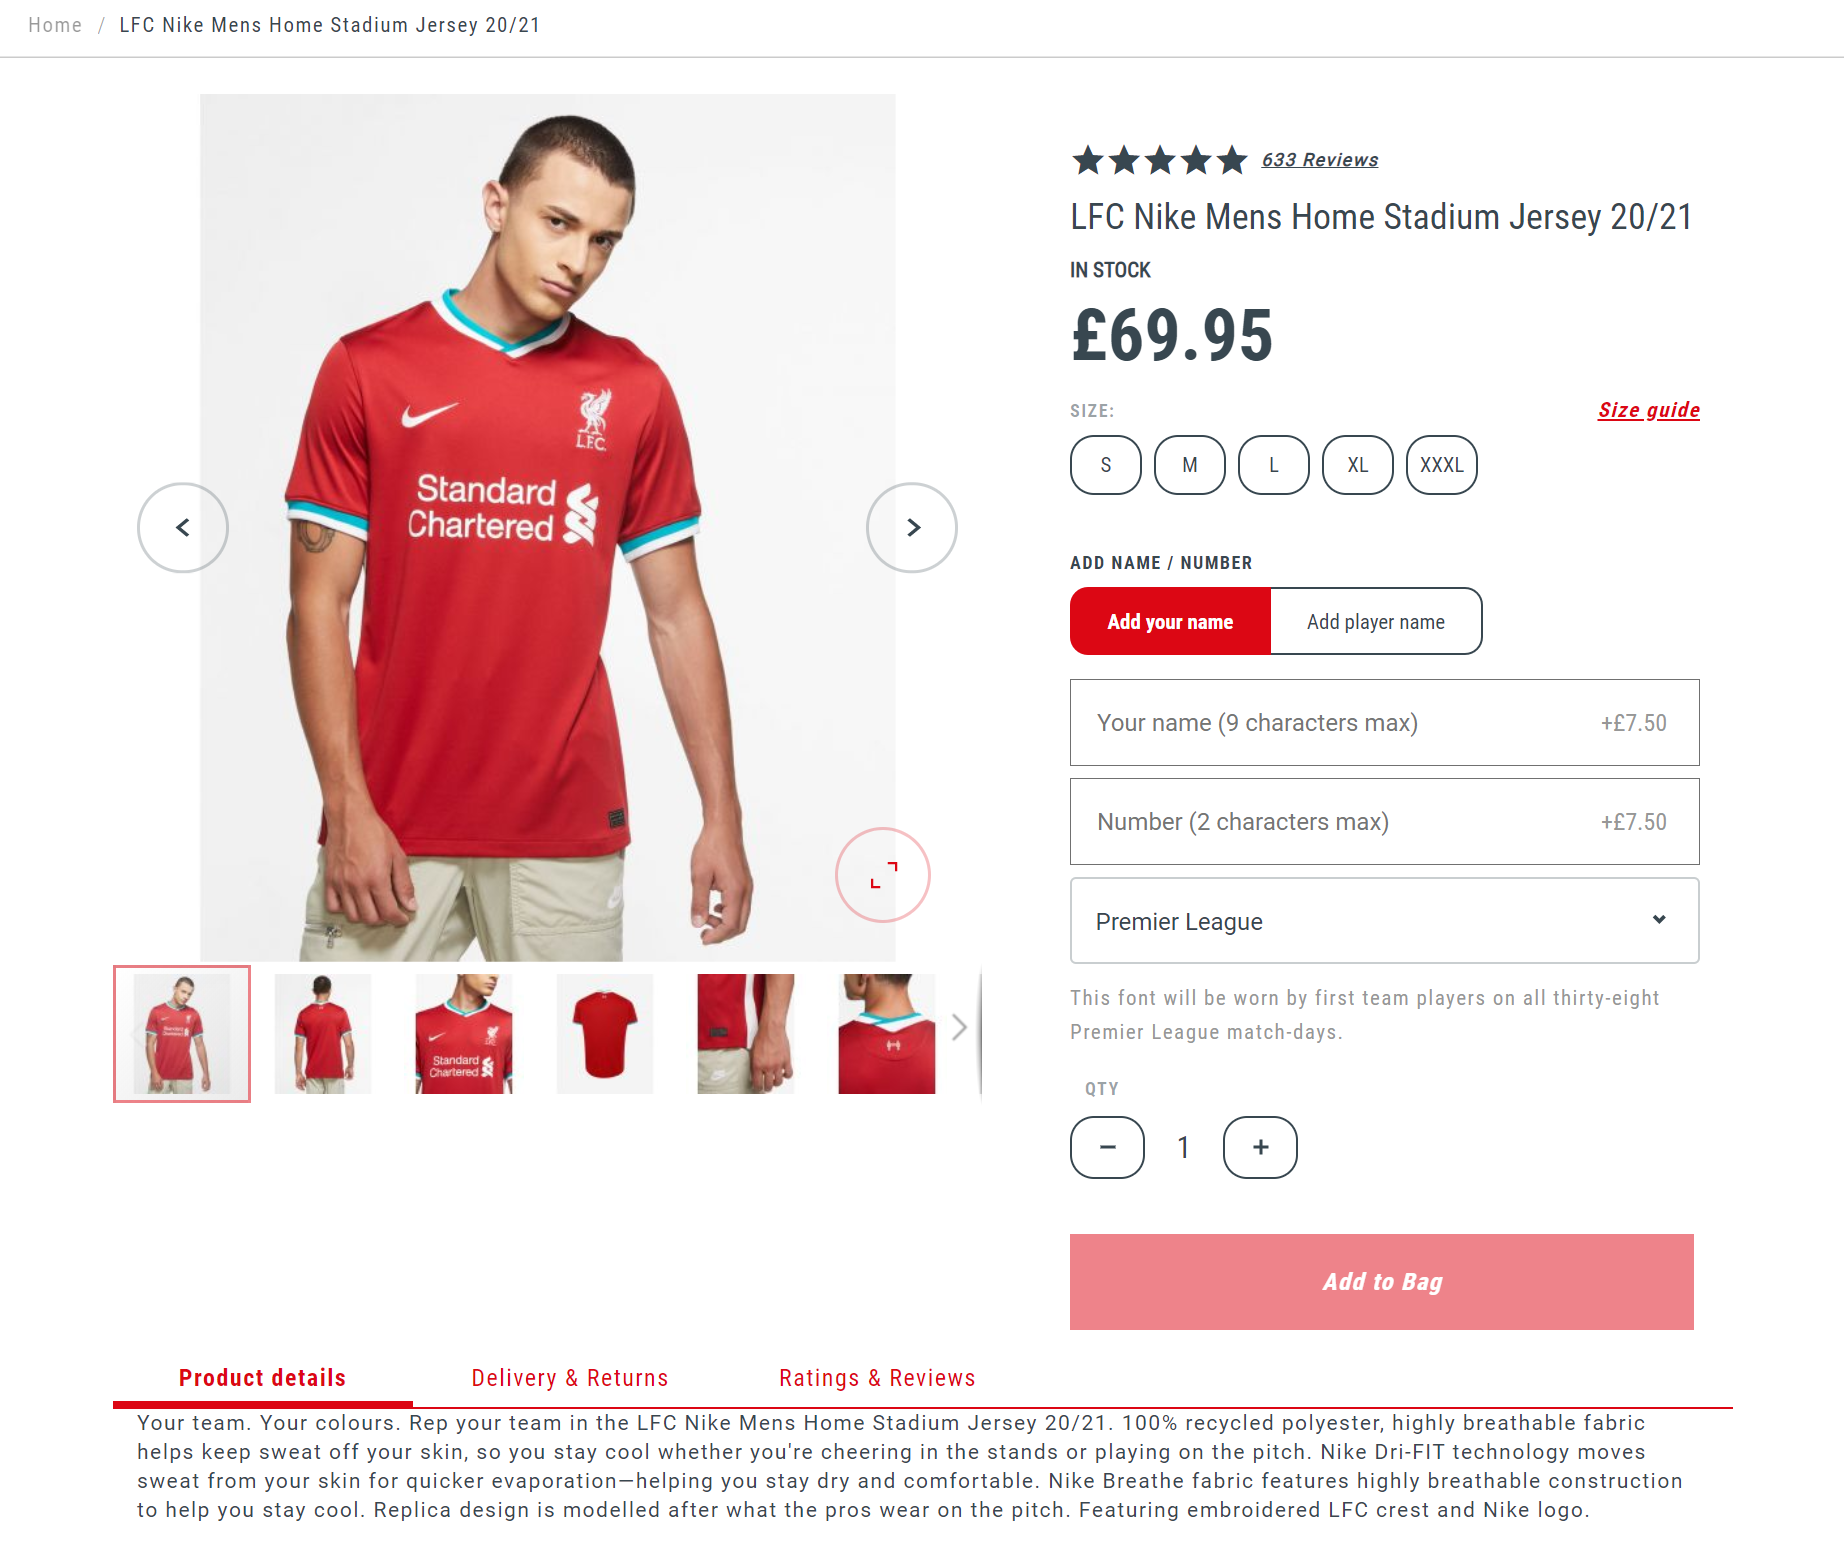 Home / LFC Nike Mens Home Stadium Jersey 20/21
633 Reviews
LFC Nike Mens Home Stadium Jersey 20/21
IN STOCK
£69.95
SIZE:
Size guide
S
M
L
XL
XXXL
ADD NAME / NUMBER
Add your name
Add player name
Your name (9 characters max)
+£7.50
Number (2 characters max)
+£7.50
Premier League
This font will be worn by first team players on all thirty-eight
Premier League match-days.
QTY
−
1
+
Add to Bag
L.F.C.
Standard
Chartered
Standard
Chartered
Product details
Delivery & Returns
Ratings & Reviews
Your team. Your colours. Rep your team in the LFC Nike Mens Home Stadium Jersey 20/21. 100% recycled polyester, highly breathable fabric
helps keep sweat off your skin, so you stay cool whether you're cheering in the stands or playing on the pitch. Nike Dri-FIT technology moves
sweat from your skin for quicker evaporation—helping you stay dry and comfortable. Nike Breathe fabric features highly breathable construction
to help you stay cool. Replica design is modelled after what the pros wear on the pitch. Featuring embroidered LFC crest and Nike logo.